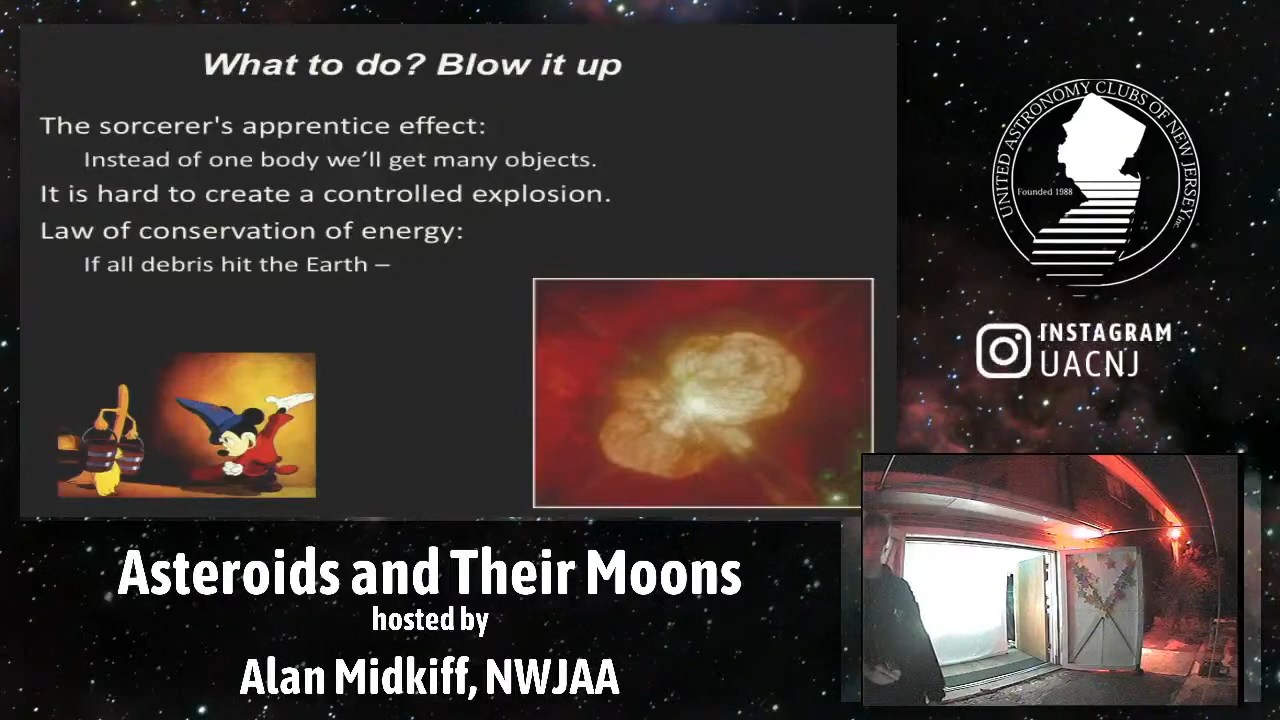 What to do? Blow it up
The sorcerer's apprentice effect:
Instead of one body we’ll get many objects.
It is hard to create a controlled explosion.
Law of conservation of energy:
If all debris hit the Earth –
UNITED ASTRONOMY CLUBS OF NEW JERSEY, Inc.
Founded 1988
INSTAGRAM
UACNJ
Asteroids and Their Moons
hosted by
Alan Midkiff, NWJAA